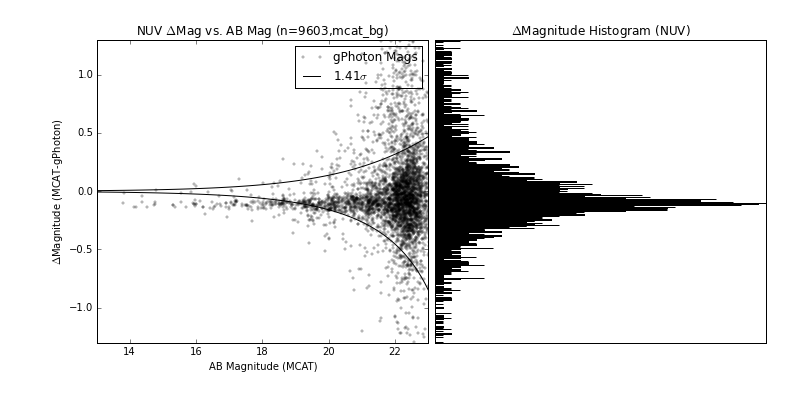 NUV ΔMag vs. AB Mag (n=9603,mcat_bg)
ΔMagnitude Histogram (NUV)
gPhoton Mags
1.41σ
ΔMagnitude (MCAT-gPhoton)
1.0
0.5
0.0
−0.5
−1.0
14 16 18 20 22
AB Magnitude (MCAT)